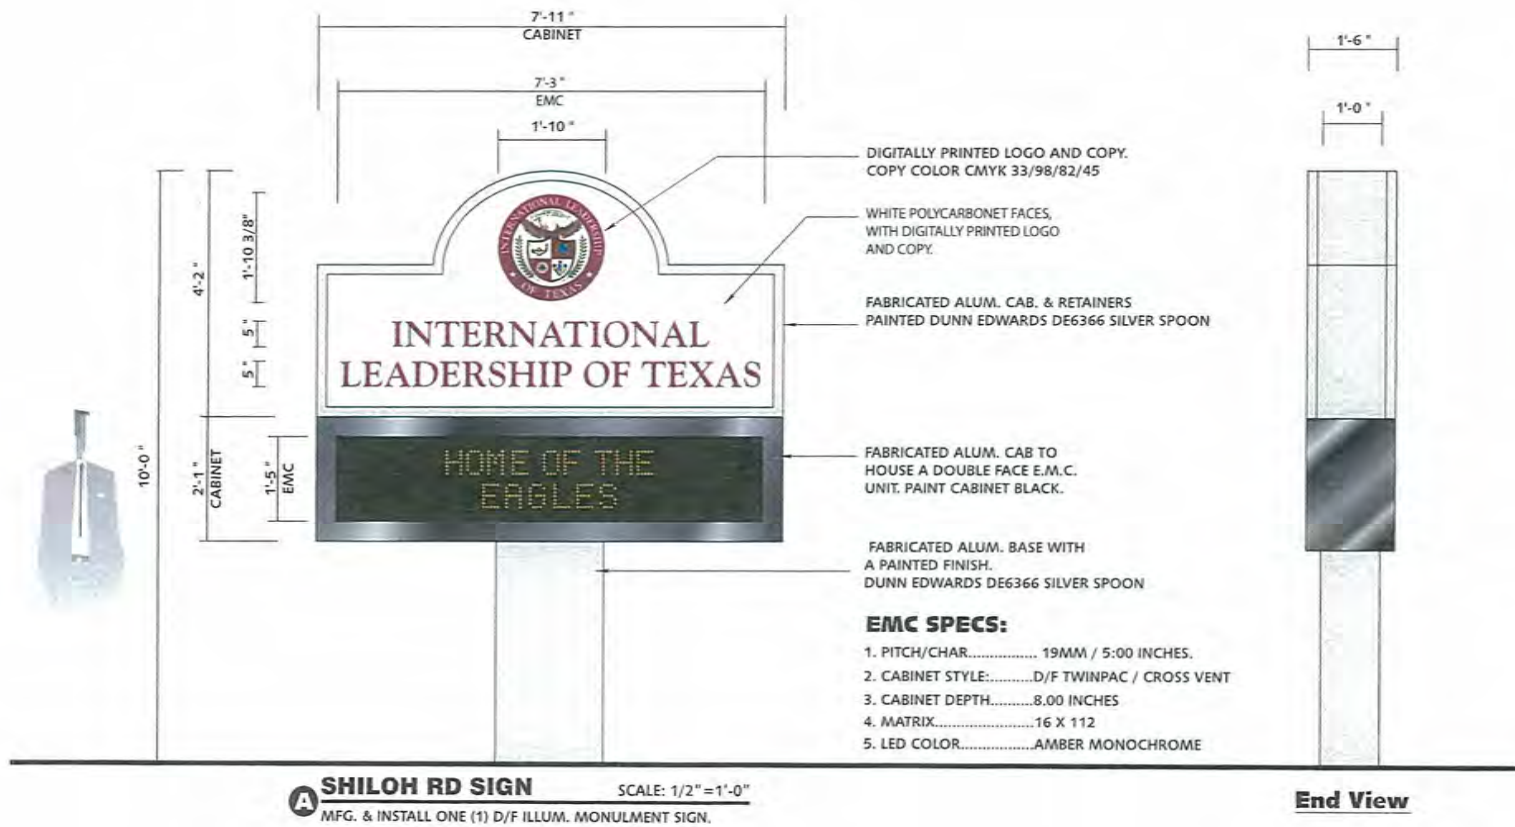 7'-11 "
CABINET
7'-3 "
EMC
1'-10 "
1'-6 "
1'-0 "
10'-0 "
4'-2 "
1'-10 3/8"
5 "
5 "
2'-1 "
CABINET
1'-5 "
EMC
INTERNATIONAL LEADERSHIP
OF TEXAS
INTERNATIONAL
LEADERSHIP OF TEXAS
HOME OF THE
EAGLES
DIGITALLY PRINTED LOGO AND COPY.
COPY COLOR CMYK 33/98/82/45
WHITE POLYCARBONET FACES,
WITH DIGITALLY PRINTED LOGO
AND COPY.
FABRICATED ALUM. CAB. & RETAINERS
PAINTED DUNN EDWARDS DE6366 SILVER SPOON
FABRICATED ALUM. CAB TO
HOUSE A DOUBLE FACE E.M.C.
UNIT. PAINT CABINET BLACK.
FABRICATED ALUM. BASE WITH
A PAINTED FINISH.
DUNN EDWARDS DE6366 SILVER SPOON
EMC SPECS:
1. PITCH/CHAR................ 19MM / 5:00 INCHES.
2. CABINET STYLE:..........D/F TWINPAC / CROSS VENT
3. CABINET DEPTH..........8.00 INCHES
4. MATRIX........................16 X 112
5. LED COLOR.................AMBER MONOCHROME
A SHILOH RD SIGN SCALE: 1/2"=1'-0"
MFG. & INSTALL ONE (1) D/F ILLUM. MONULMENT SIGN.
End View